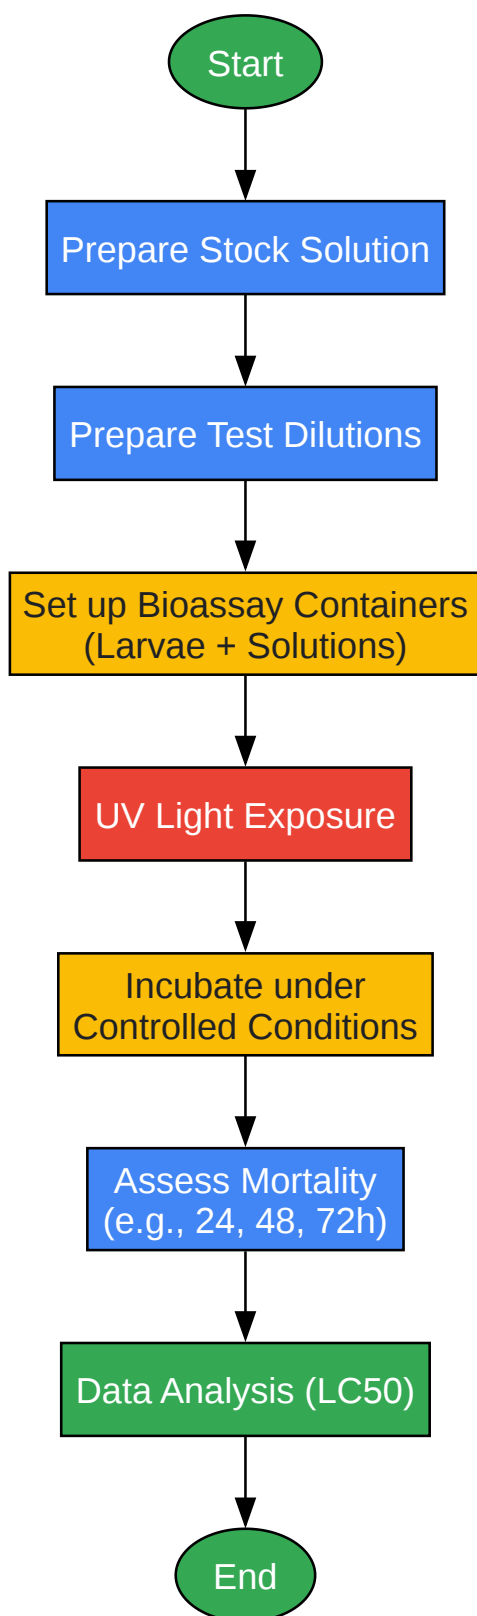 Start
Prepare Stock Solution
Prepare Test Dilutions
Set up Bioassay Containers
(Larvae + Solutions)
UV Light Exposure
Incubate under
Controlled Conditions
Assess Mortality
(e.g., 24, 48, 72h)
Data Analysis (LC50)
End